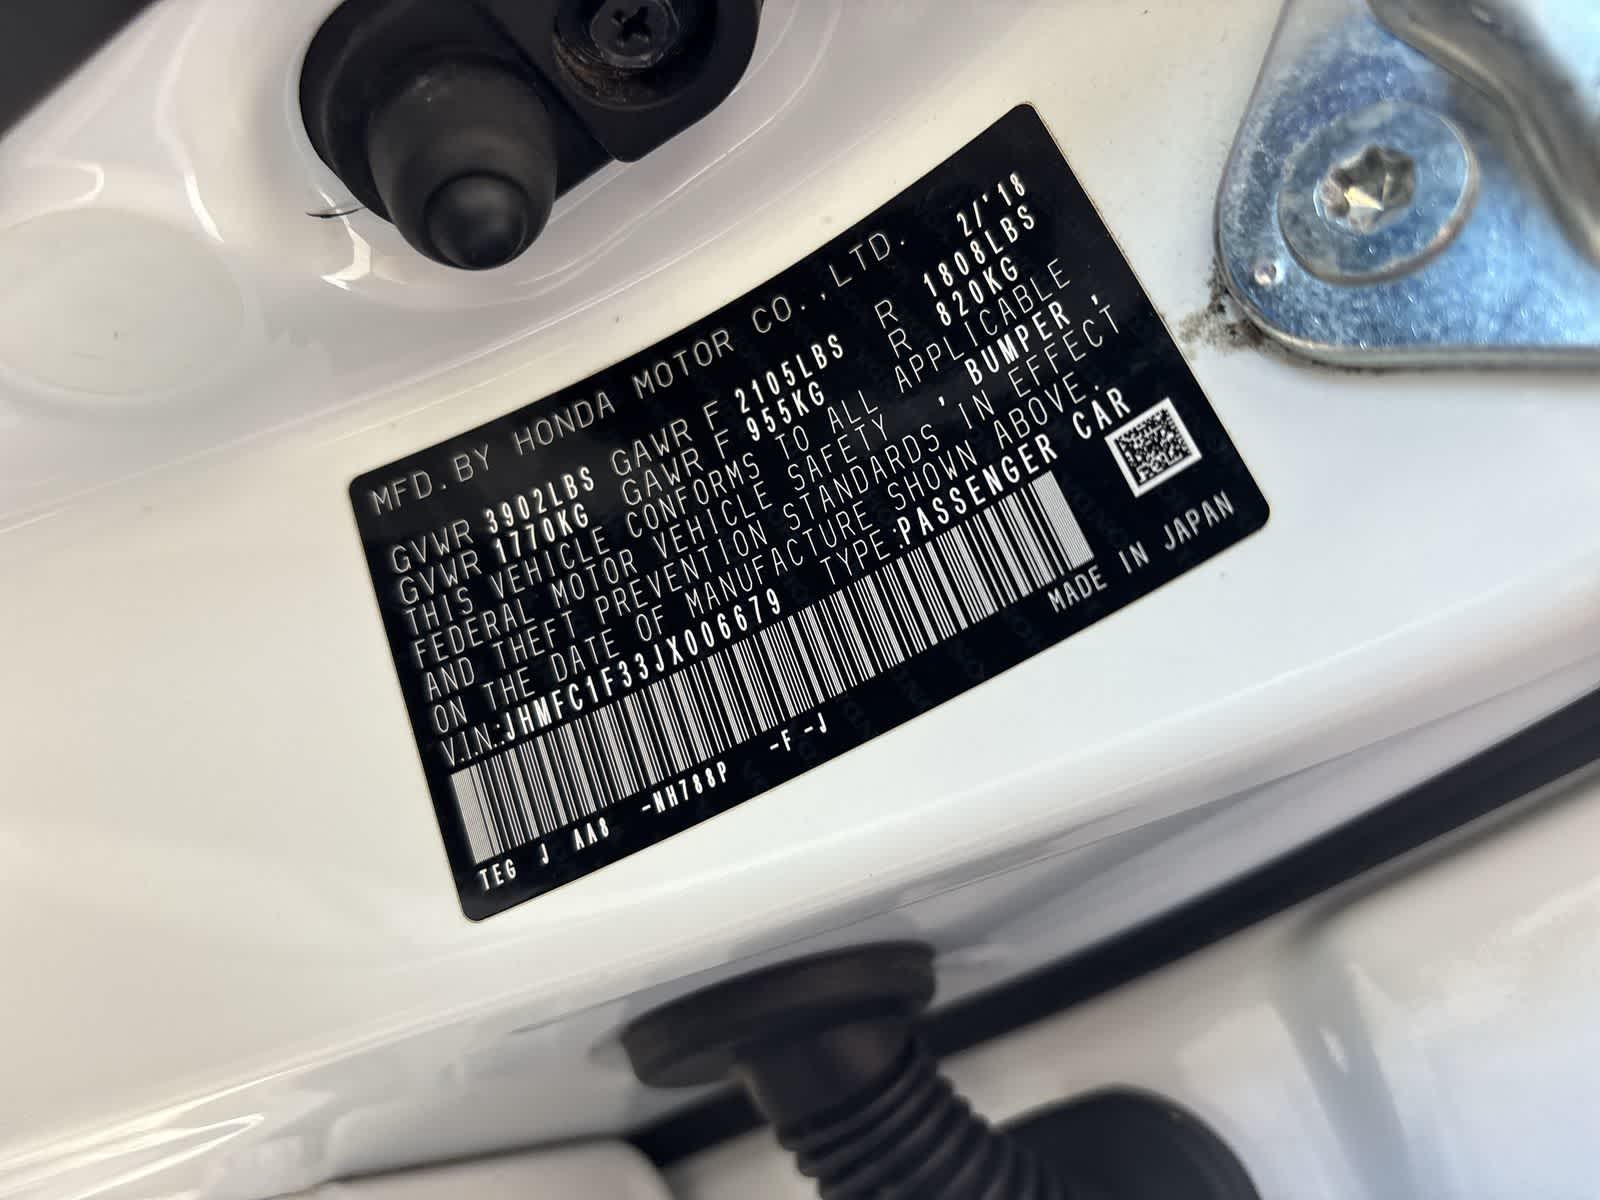 MFD. BY HONDA MOTOR CO.,LTD. 2/'18
GVWR 3902LBS GAWR F 2105LBS R 1808LBS
GVWR 1770KG GAWR F 955KG R 820KG
THIS VEHICLE CONFORMS TO ALL APPLICABLE
FEDERAL MOTOR VEHICLE SAFETY , BUMPER ,
AND THEFT PREVENTION STANDARDS IN EFFECT
ON THE DATE OF MANUFACTURE SHOWN ABOVE.
V.I.N.:JHMFC1F33JX006679 TYPE:PASSENGER CAR
TEG J AA8 -NH788P -F -J MADE IN JAPAN